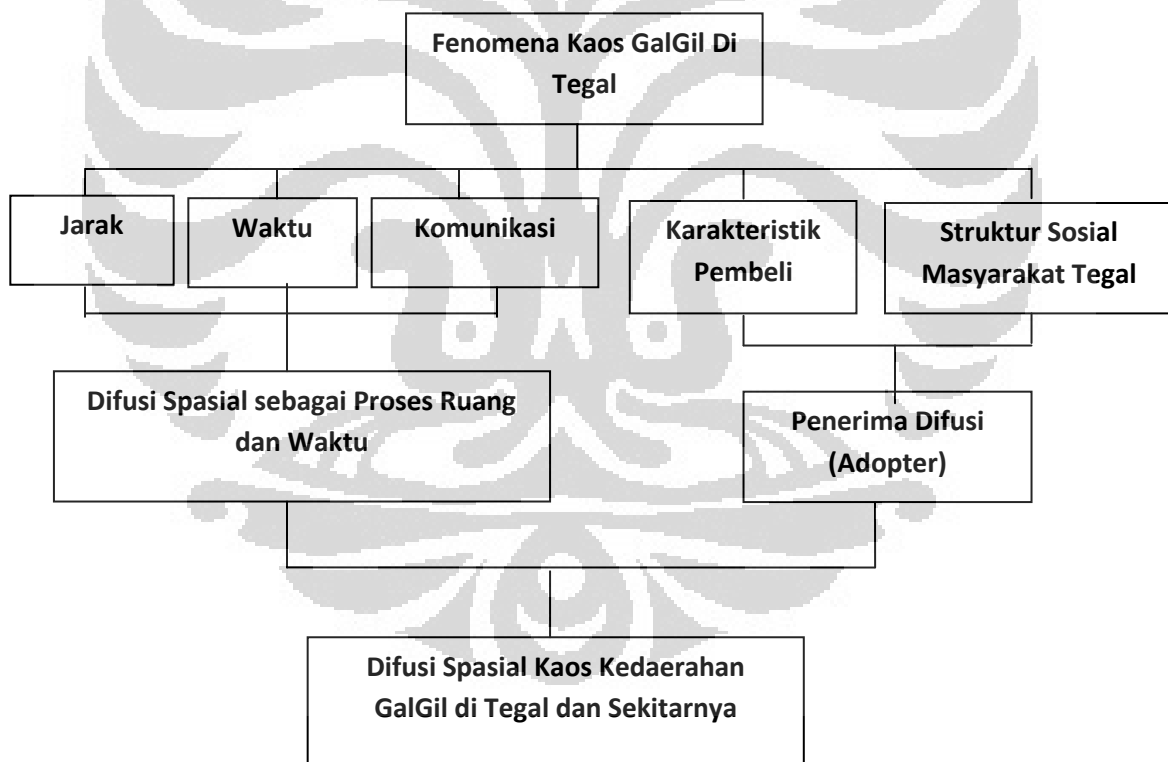 Fenomena Kaos GalGil Di
Tegal
Jarak
Waktu
Komunikasi
Karakteristik
Pembeli
Struktur Sosial
Masyarakat Tegal
Difusi Spasial sebagai Proses Ruang
dan Waktu
Penerima Difusi
(Adopter)
Difusi Spasial Kaos Kedaerahan
GalGil di Tegal dan Sekitarnya